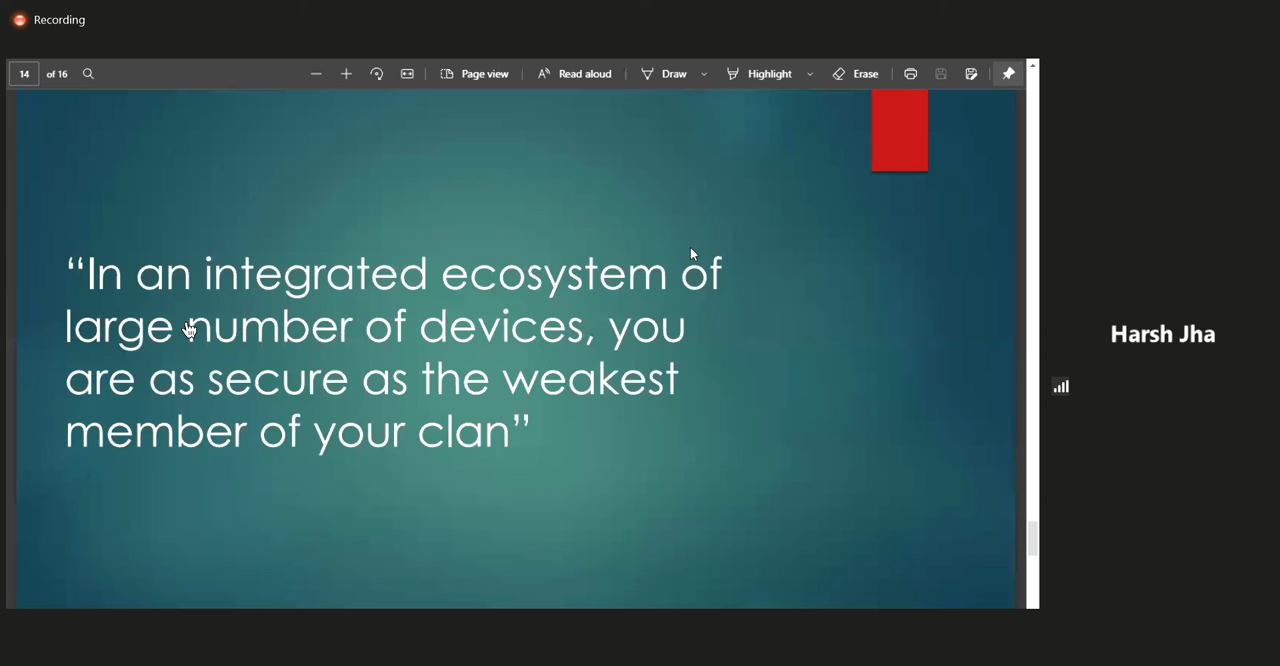 Recording
14 of 16 Page view Read aloud Draw Highlight Erase
“In an integrated ecosystem of
large number of devices, you
are as secure as the weakest
member of your clan”
Harsh Jha